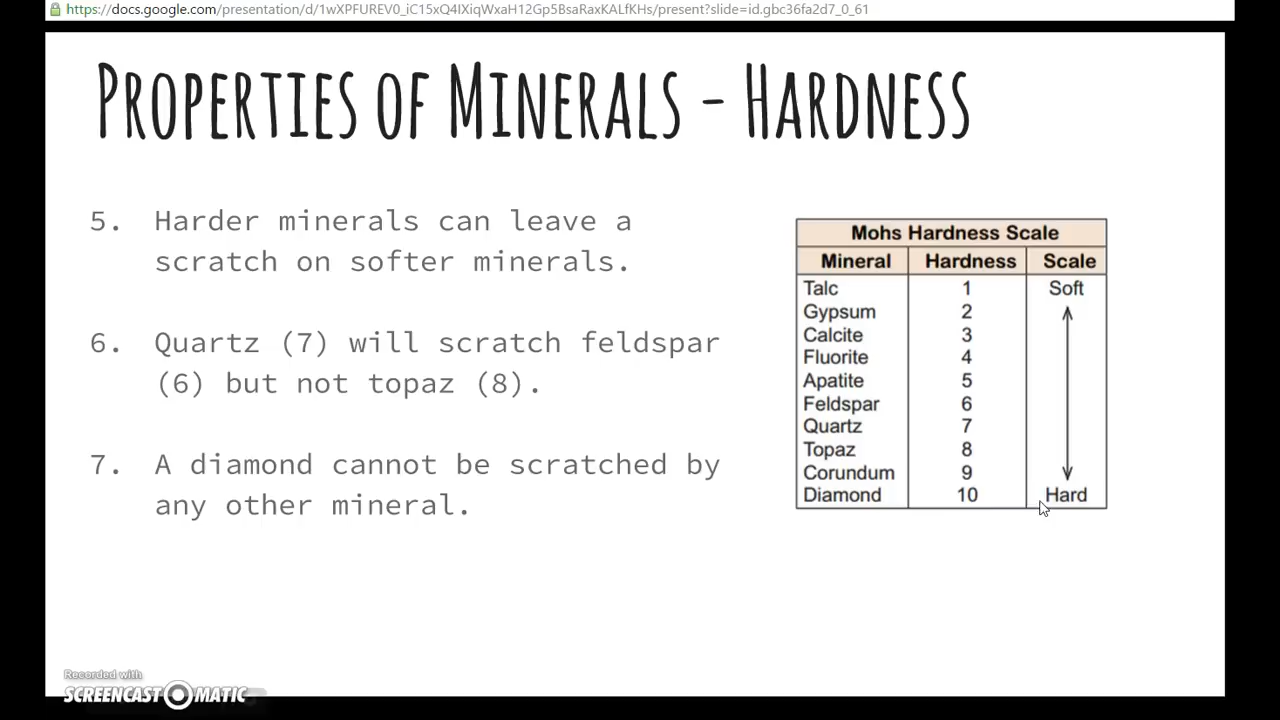 https://docs.google.com/presentation/d/1wXPFUREV0_iC15xQ4IXiqWxaH12Gp5BsaRaxKALfKHs/present?slide=id.gbc36fa2d7_0_61
Properties of Minerals - Hardness
5. Harder minerals can leave a
scratch on softer minerals.
6. Quartz (7) will scratch feldspar
(6) but not topaz (8).
7. A diamond cannot be scratched by
any other mineral.
Mohs Hardness Scale
Mineral Hardness Scale
Talc 1 Soft
Gypsum 2
Calcite 3
Fluorite 4
Apatite 5
Feldspar 6
Quartz 7
Topaz 8
Corundum 9
Diamond 10 Hard
Recorded with
SCREENCAST-O-MATIC